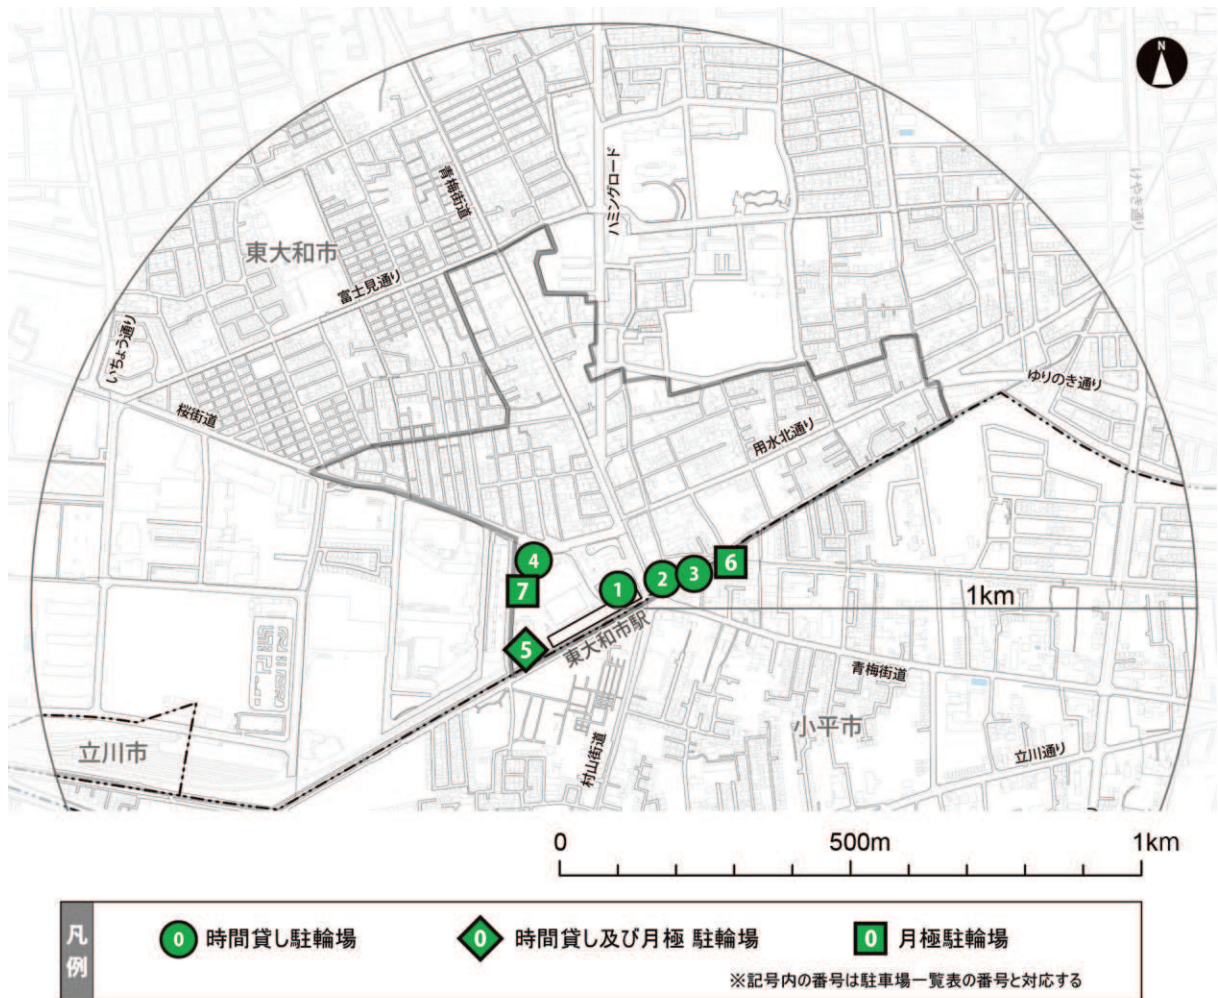 N
ハミングロード
青梅街道
けやき通り
東大和市
富士見通り
いちょう通り
ゆりのき通り
桜街道
用水北通り
4
6
3
2
7
1
1km
5
東大和市駅
青梅街道
小平市
立川市
村山街道
立川通り
0
500m
1km
凡例
0 時間貸し駐輪場
0 時間貸し及び月極 駐輪場
0 月極駐輪場
※記号内の番号は駐車場一覧表の番号と対応する